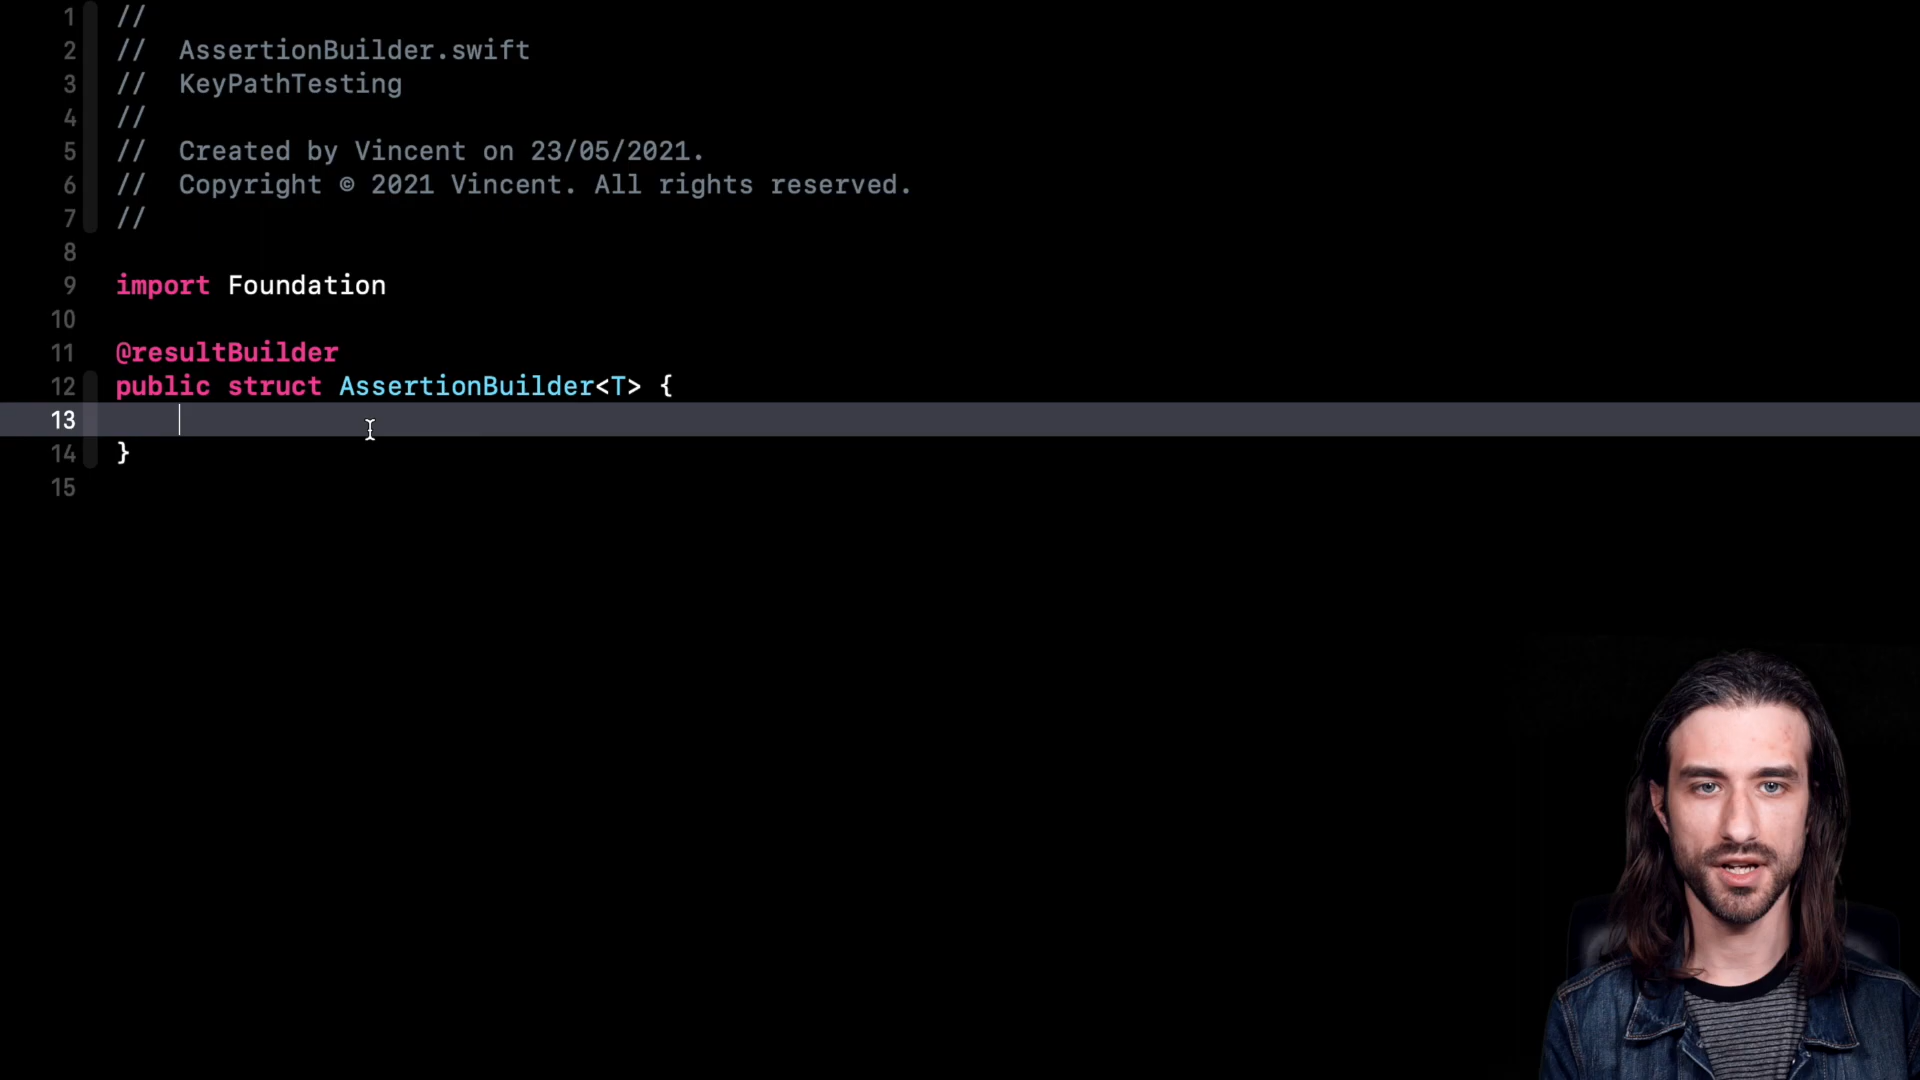 1 //
2 //  AssertionBuilder.swift
3 //  KeyPathTesting
4 //
5 //  Created by Vincent on 23/05/2021.
6 //  Copyright © 2021 Vincent. All rights reserved.
7 //
8
9 import Foundation
10
11 @resultBuilder
12 public struct AssertionBuilder<T> {
13
14 }
15